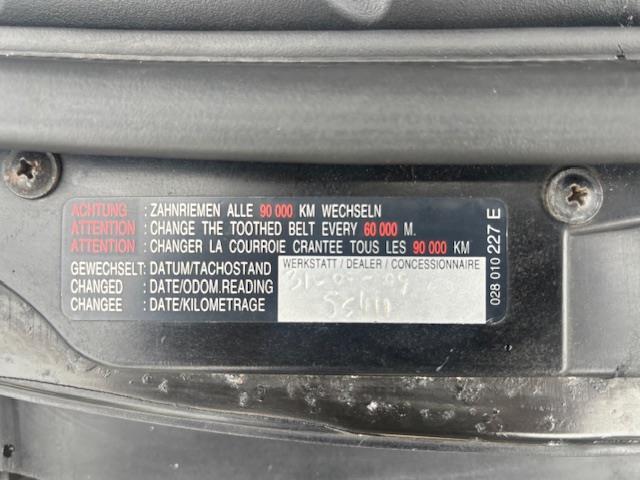 ACHTUNG : ZAHNRIEMEN ALLE 90 000 KM WECHSELN
ATTENTION : CHANGE THE TOOTHED BELT EVERY 60 000 M.
ATTENTION : CHANGER LA COURROIE CRANTEE TOUS LES 90 000 KM
GEWECHSELT: DATUM/TACHOSTAND
CHANGED : DATE/ODOM.READING
CHANGEE : DATE/KILOMETRAGE
WERKSTATT / DEALER / CONCESSIONNAIRE
028 010 227 E